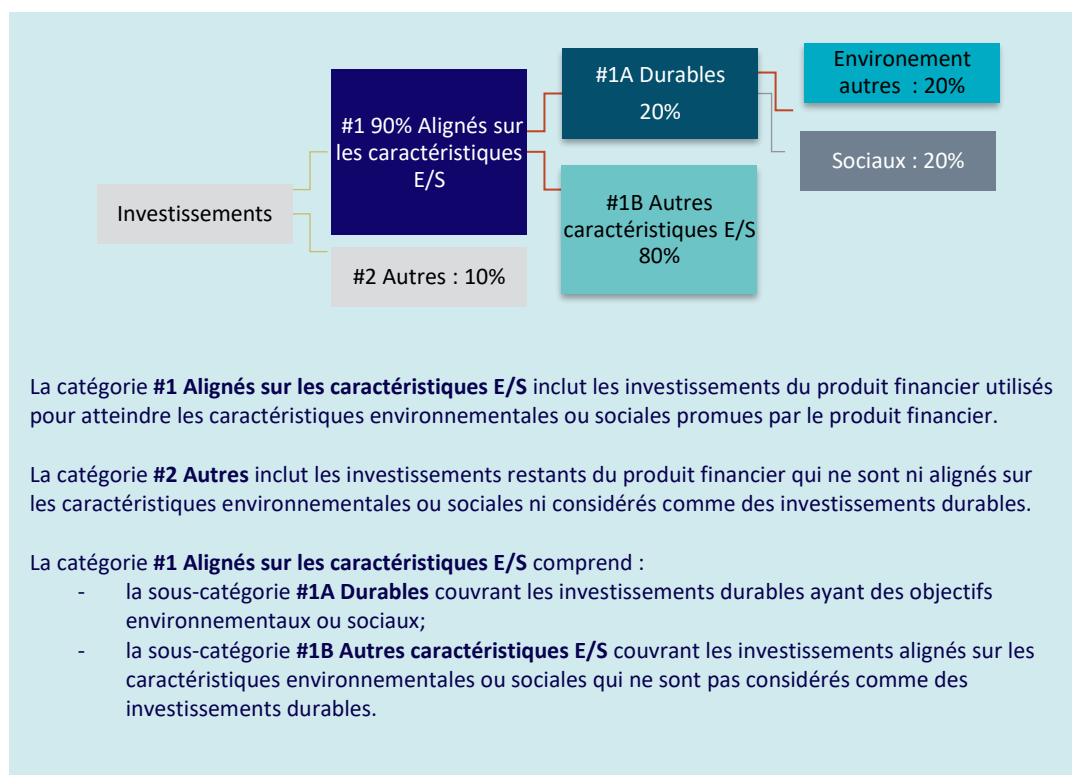 Investissements
#1 90% Alignés sur
les caractéristiques
E/S
#2 Autres : 10%
#1A Durables
20%
#1B Autres
caractéristiques E/S
80%
Environement
autres : 20%
Sociaux : 20%
La catégorie #1 Alignés sur les caractéristiques E/S inclut les investissements du produit financier utilisés
pour atteindre les caractéristiques environnementales ou sociales promues par le produit financier.
La catégorie #2 Autres inclut les investissements restants du produit financier qui ne sont ni alignés sur
les caractéristiques environnementales ou sociales ni considérés comme des investissements durables.
La catégorie #1 Alignés sur les caractéristiques E/S comprend :
- la sous-catégorie #1A Durables couvrant les investissements durables ayant des objectifs
environnementaux ou sociaux;
- la sous-catégorie #1B Autres caractéristiques E/S couvrant les investissements alignés sur les
caractéristiques environnementales ou sociales qui ne sont pas considérés comme des
investissements durables.